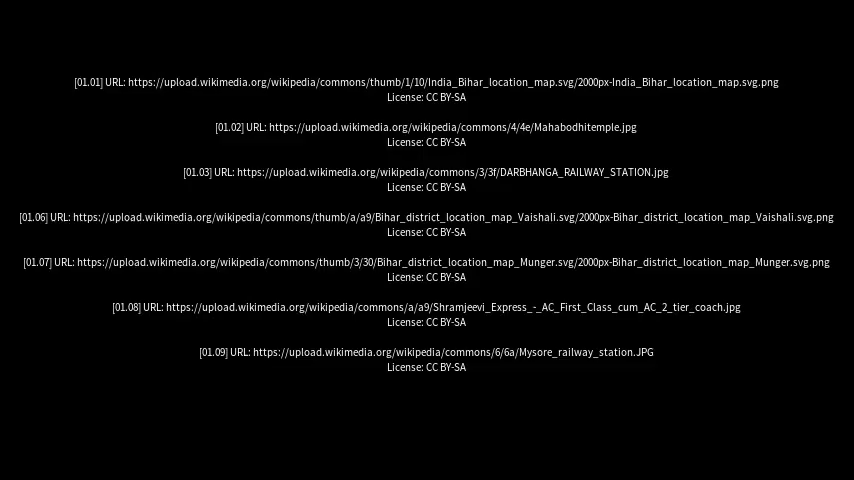 [01.01] URL: https://upload.wikimedia.org/wikipedia/commons/thumb/1/10/India_Bihar_location_map.svg/2000px-India_Bihar_location_map.svg.png
License: CC BY-SA
[01.02] URL: https://upload.wikimedia.org/wikipedia/commons/4/4e/Mahabodhitemple.jpg
License: CC BY-SA
[01.03] URL: https://upload.wikimedia.org/wikipedia/commons/3/3f/DARBHANGA_RAILWAY_STATION.jpg
License: CC BY-SA
[01.06] URL: https://upload.wikimedia.org/wikipedia/commons/thumb/a/a9/Bihar_district_location_map_Vaishali.svg/2000px-Bihar_district_location_map_Vaishali.svg.png
License: CC BY-SA
[01.07] URL: https://upload.wikimedia.org/wikipedia/commons/thumb/3/30/Bihar_district_location_map_Munger.svg/2000px-Bihar_district_location_map_Munger.svg.png
License: CC BY-SA
[01.08] URL: https://upload.wikimedia.org/wikipedia/commons/a/a9/Shramjeevi_Express_-_AC_First_Class_cum_AC_2_tier_coach.jpg
License: CC BY-SA
[01.09] URL: https://upload.wikimedia.org/wikipedia/commons/6/6a/Mysore_railway_station.JPG
License: CC BY-SA